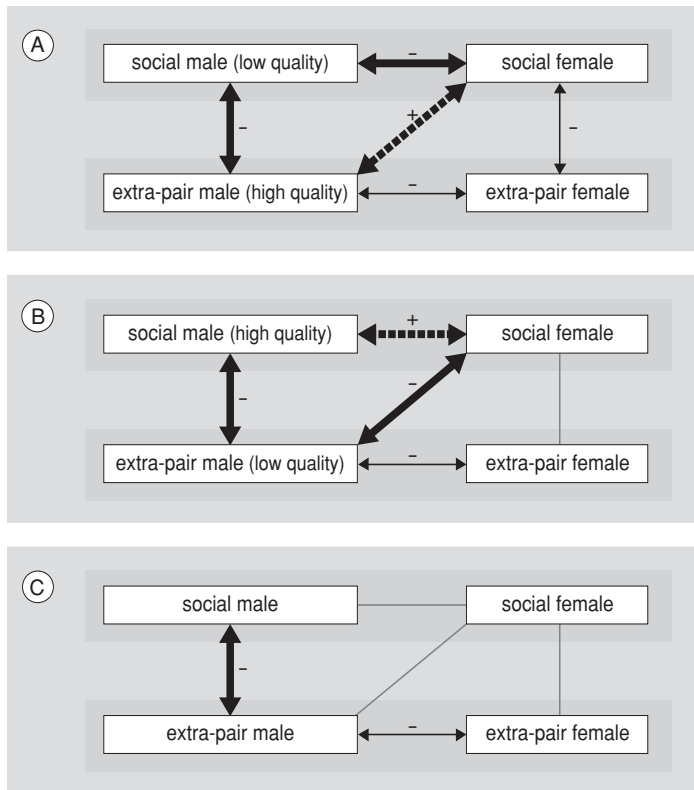 A
social male (low quality)
–
social female
–
+
–
extra-pair male (high quality)
–
extra-pair female
B
social male (high quality)
+
social female
–
–
extra-pair male (low quality)
–
extra-pair female
C
social male
social female
–
extra-pair male
–
extra-pair female